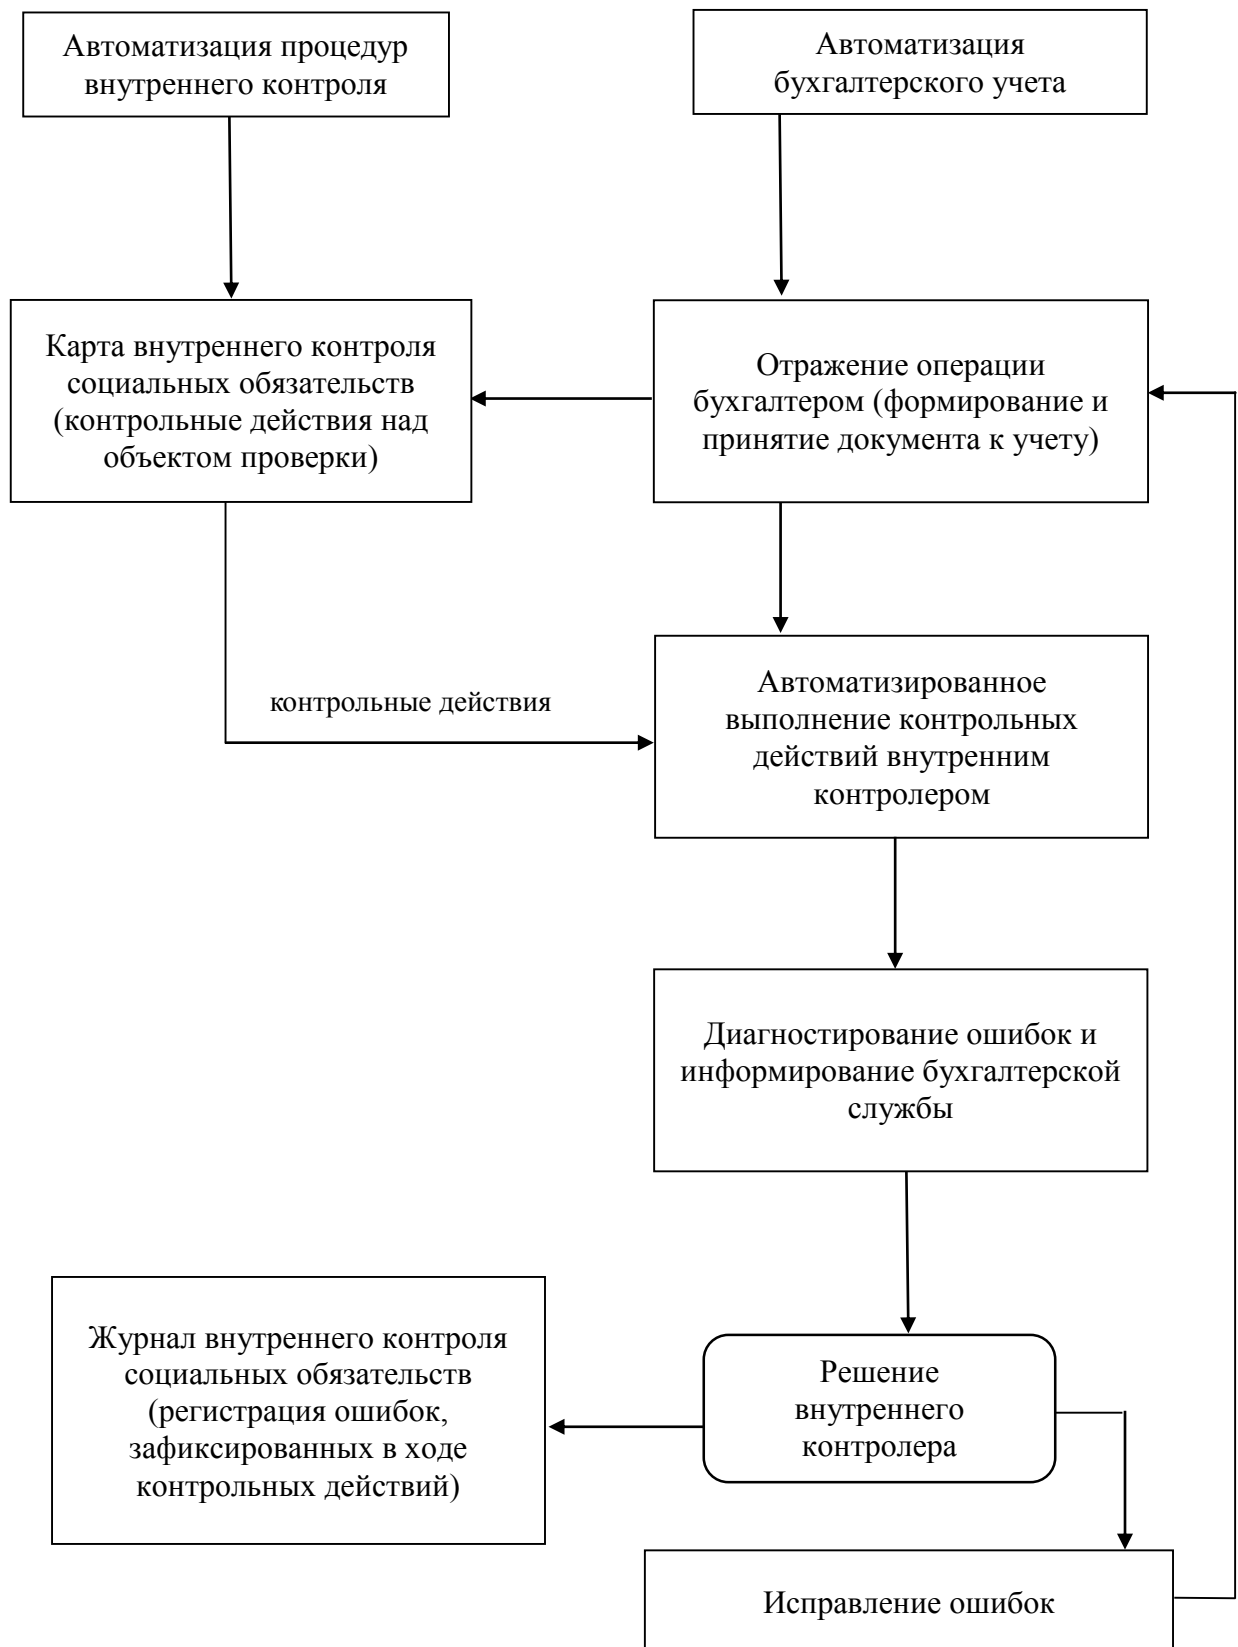 Автоматизация процедур
внутреннего контроля
Автоматизация
бухгалтерского учета
Карта внутреннего контроля
социальных обязательств
(контрольные действия над
объектом проверки)
Отражение операции
бухгалтером (формирование и
принятие документа к учету)
контрольные действия
Автоматизированное
выполнение контрольных
действий внутренним
контролером
Диагностирование ошибок и
информирование бухгалтерской
службы
Журнал внутреннего контроля
социальных обязательств
(регистрация ошибок,
зафиксированных в ходе
контрольных действий)
Решение
внутреннего
контролера
Исправление ошибок